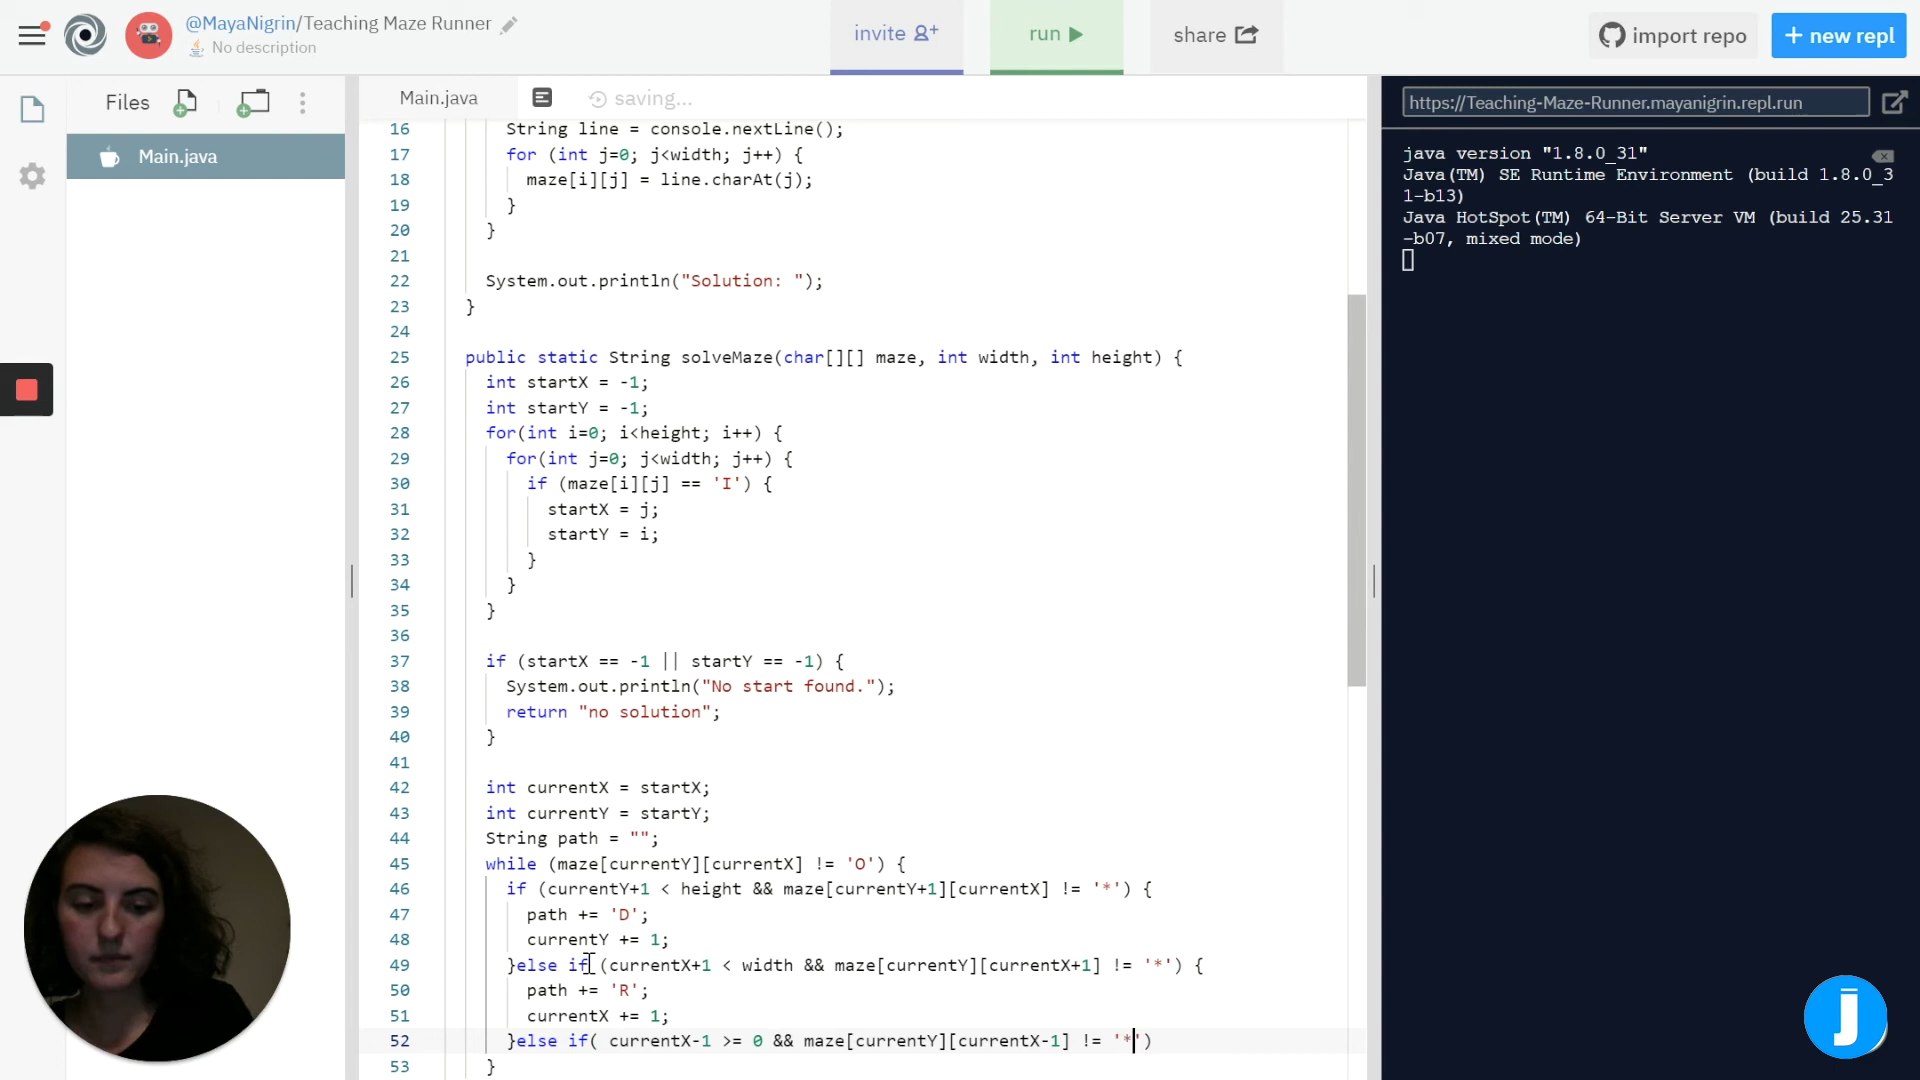 @MayaNigrin/Teaching Maze Runner
No description
invite
run
share
import repo
+ new repl
Files
Main.java
saving...
https://Teaching-Maze-Runner.mayanigrin.repl.run
Main.java
16 String line = console.nextLine();
17 for (int j=0; j<width; j++) {
18 maze[i][j] = line.charAt(j);
19 }
20 }
21
22 System.out.println("Solution: ");
23 }
24
25 public static String solveMaze(char[][] maze, int width, int height) {
26 int startX = -1;
27 int startY = -1;
28 for(int i=0; i<height; i++) {
29 for(int j=0; j<width; j++) {
30 if (maze[i][j] == 'I') {
31 startX = j;
32 startY = i;
33 }
34 }
35 }
36
37 if (startX == -1 || startY == -1) {
38 System.out.println("No start found.");
39 return "no solution";
40 }
41
42 int currentX = startX;
43 int currentY = startY;
44 String path = "";
45 while (maze[currentY][currentX] != 'O') {
46 if (currentY+1 < height && maze[currentY+1][currentX] != '*') {
47 path += 'D';
48 currentY += 1;
49 }else if (currentX+1 < width && maze[currentY][currentX+1] != '*') {
50 path += 'R';
51 currentX += 1;
52 }else if( currentX-1 >= 0 && maze[currentY][currentX-1] != '*')
53 }
java version "1.8.0_31"
Java(TM) SE Runtime Environment (build 1.8.0_3
1-b13)
Java HotSpot(TM) 64-Bit Server VM (build 25.31
-b07, mixed mode)
J